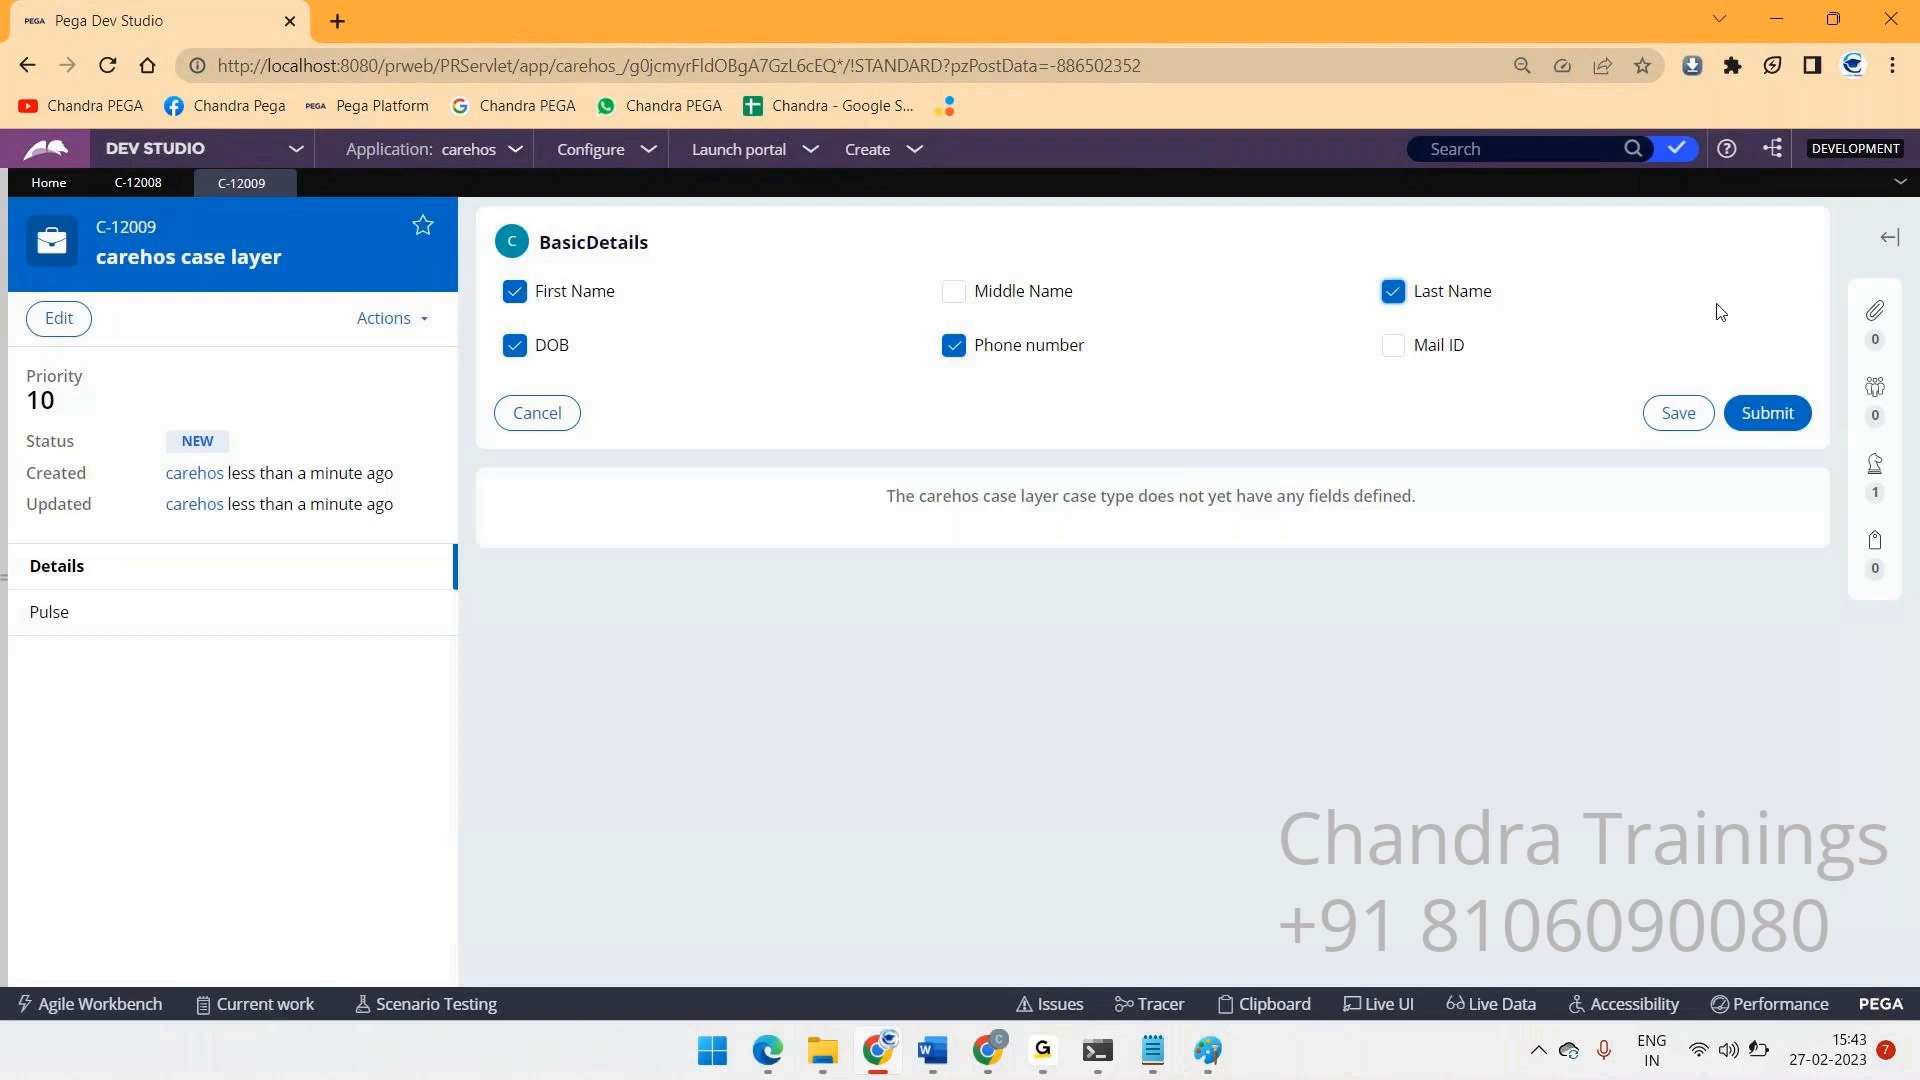 PEGA Pega Dev Studio
http://localhost:8080/prweb/PRServlet/app/carehos_/g0jcmyrFldOBgA7GzL6cEQ*/!STANDARD?pzPostData=-886502352
Chandra PEGA Chandra Pega PEGA Pega Platform Chandra PEGA Chandra PEGA Chandra - Google S...
DEV STUDIO Application: carehos Configure Launch portal Create Search DEVELOPMENT
Home C-12008 C-12009
C-12009
carehos case layer
Edit Actions
Priority
10
Status NEW
Created carehos less than a minute ago
Updated carehos less than a minute ago
Details
Pulse
C BasicDetails
First Name Middle Name Last Name
DOB Phone number Mail ID
Cancel Save Submit
The carehos case layer case type does not yet have any fields defined.
0
0
1
0
Chandra Trainings
+91 8106090080
Agile Workbench Current work Scenario Testing Issues Tracer Clipboard Live UI Live Data Accessibility Performance PEGA
ENG
IN
15:43
27-02-2023
7